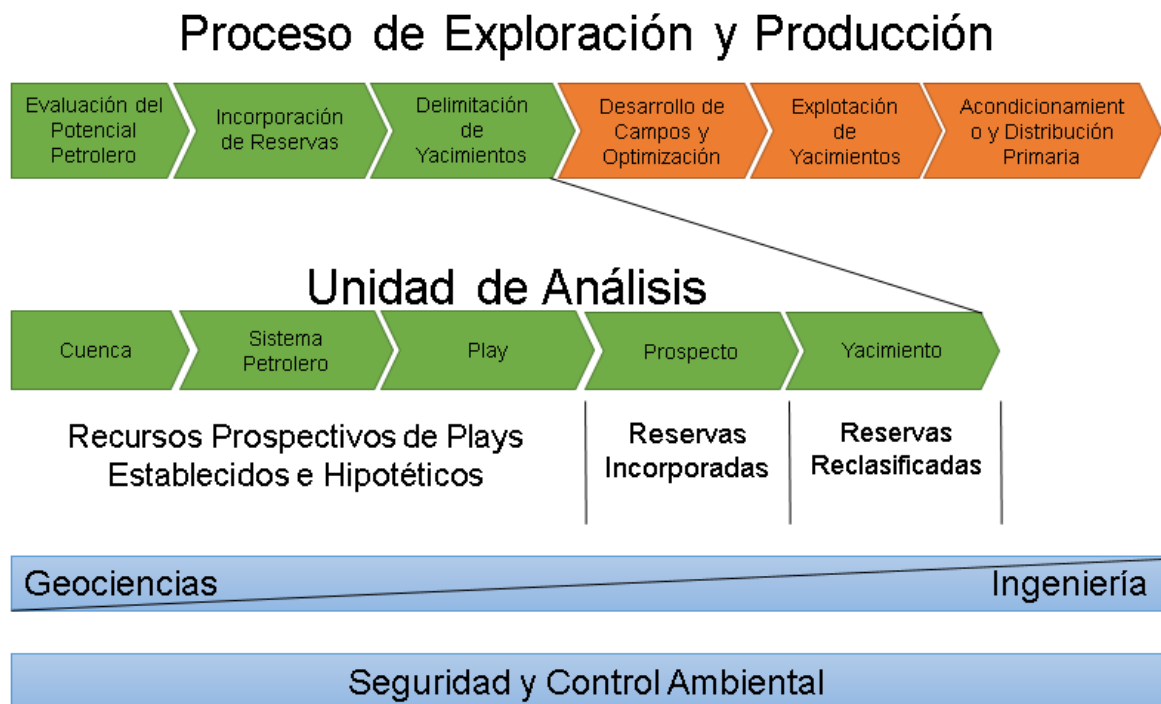 Proceso de Exploración y Producción
Evaluación del
Potencial
Petrolero
Incorporación
de Reservas
Delimitación
de
Yacimientos
Desarrollo de
Campos y
Optimización
Explotación
de
Yacimientos
Acondicionamient
o y Distribución
Primaria
Unidad de Análisis
Cuenca
Sistema
Petrolero
Play
Prospecto
Yacimiento
Recursos Prospectivos de Plays
Establecidos e Hipotéticos
Reservas
Incorporadas
Reservas
Reclasificadas
Geociencias
Ingeniería
Seguridad y Control Ambiental